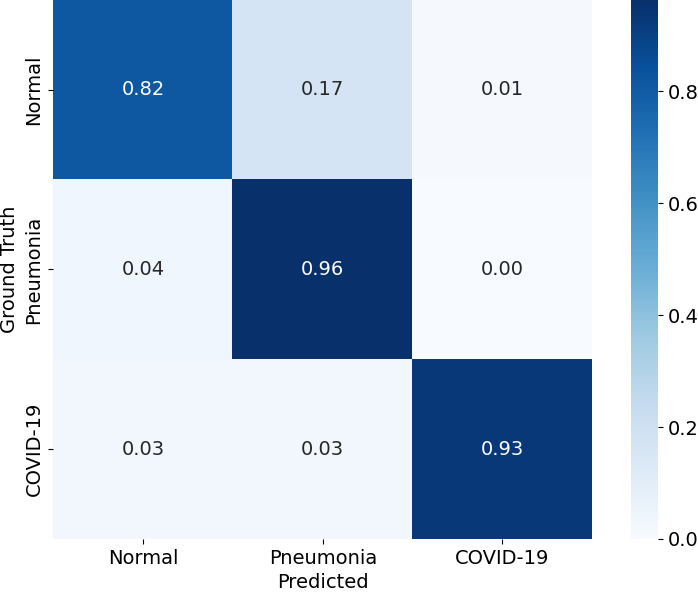 Ground Truth
Normal
0.82 0.17 0.01
Pneumonia
0.04 0.96 0.00
COVID-19
0.03 0.03 0.93
Normal Pneumonia COVID-19
Predicted
0.8
0.6
0.4
0.2
0.0